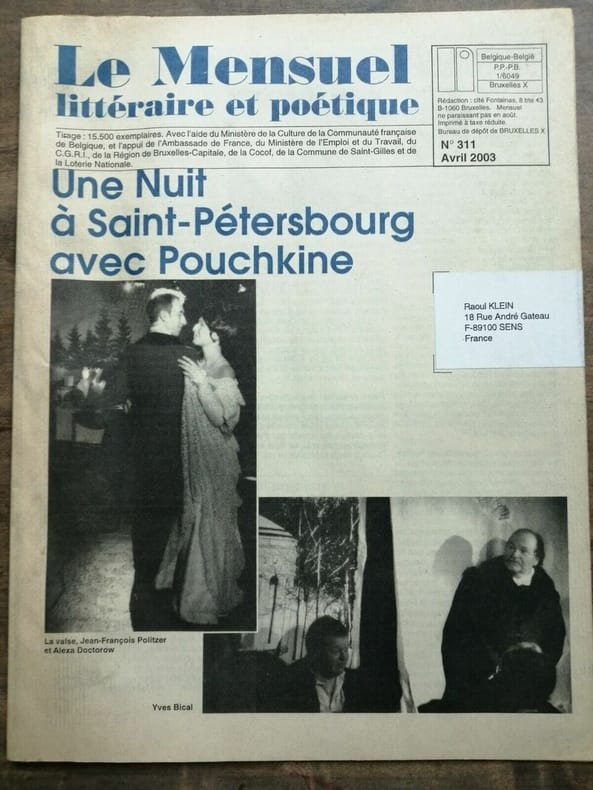 Le Mensuel
littéraire et poétique
Belgique-België
P.P.-P.B.
1/6049
Bruxelles X
Rédaction : cité Fontainas, 8 bte 43
B-1060 Bruxelles. Mensuel
ne paraissant pas en août.
Imprimé à taxe réduite.
Bureau de dépôt de BRUXELLES X
N° 311
Avril 2003
Tirage : 15.500 exemplaires. Avec l'aide du Ministère de la Culture de la Communauté française
de Belgique, et l'appui de l'Ambassade de France, du Ministère de l'Emploi et du Travail, du
C.G.R.I., de la Région de Bruxelles-Capitale, de la Cocof, de la Commune de Saint-Gilles et de
la Loterie Nationale.
Une Nuit
à Saint-Pétersbourg
avec Pouchkine
Raoul KLEIN
18 Rue André Gateau
F-89100 SENS
France
La valse, Jean-François Politzer
et Alexa Doctorow
Yves Bical